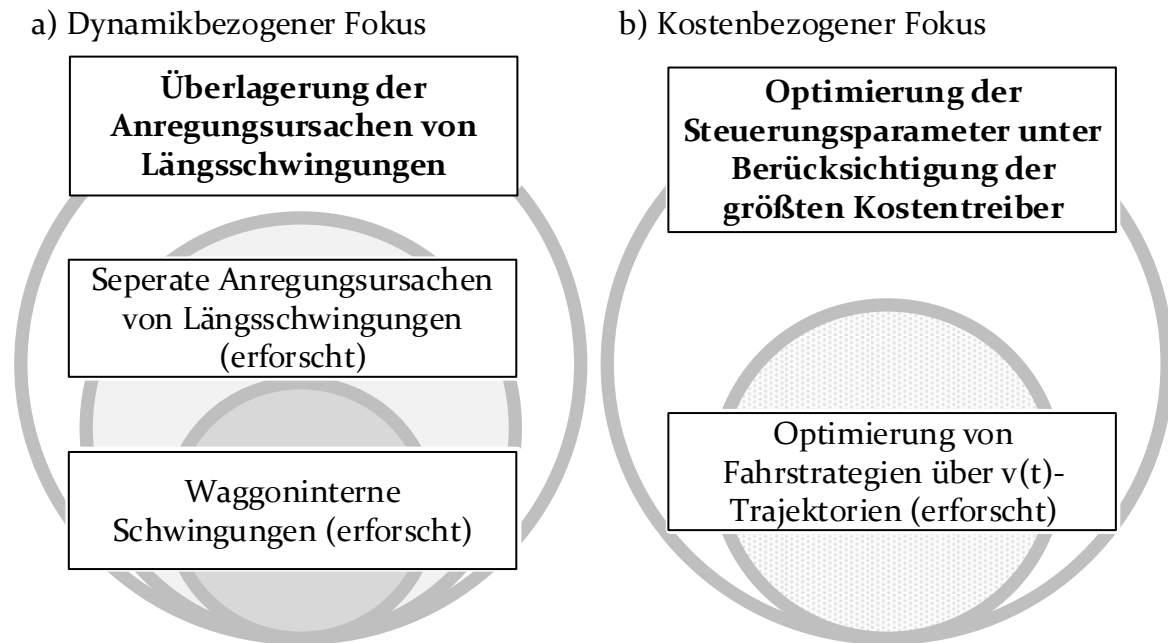 a) Dynamikbezogener Fokus
Überlagerung der
Anregungsursachen von
Längsschwingungen
Seperate Anregungsursachen
von Längsschwingungen
(erforscht)
Waggoninterne
Schwingungen (erforscht)
b) Kostenbezogener Fokus
Optimierung der
Steuerungsparameter unter
Berücksichtigung der
größten Kostentreiber
Optimierung von
Fahrstrategien über v(t)-
Trajektorien (erforscht)